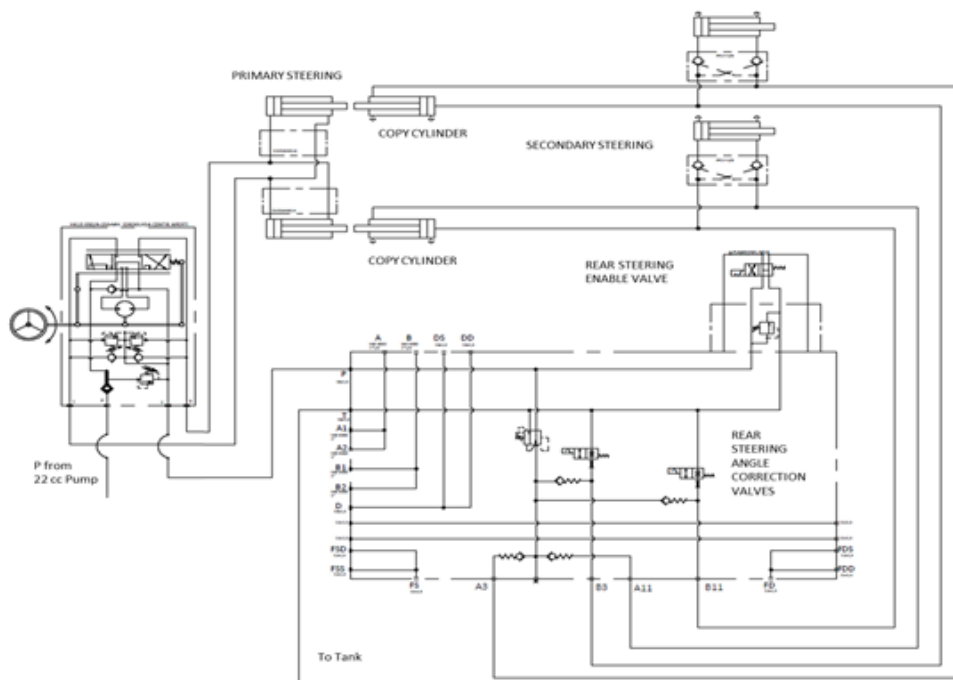 PRIMARY STEERING
COPY CYLINDER
SECONDARY STEERING
COPY CYLINDER
REAR STEERING
ENABLE VALVE
A
B
DS
DD
P
T
A1
A2
B1
B2
D
REAR
STEERING
ANGLE
CORRECTION
VALVES
P from
22 cc Pump
FSD
FSS
FS
A3
B3
A11
B11
FD
FDS
FDD
To Tank